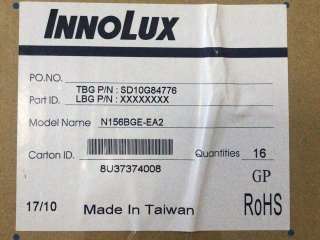 INNOLUX
PO.NO.
TBG P/N : SD10G84776
Part ID. LBG P/N : XXXXXXXX
Model Name N156BGE-EA2
Carton ID. Quantities 16
8U37374008
GP
17/10 Made In Taiwan RoHS